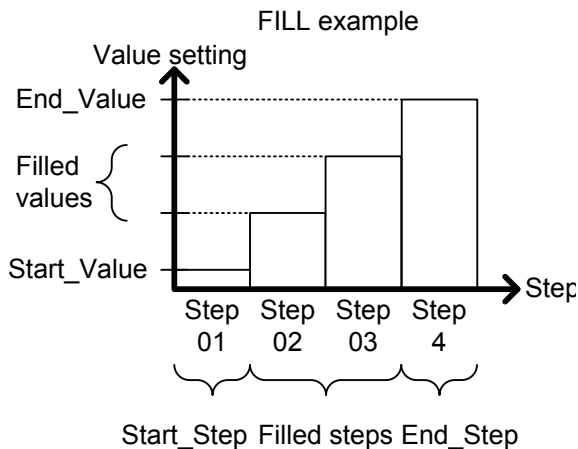 FILL example
Value setting
End_Value
Filled
values
Start_Value
Step
Step Step Step Step
01 02 03 4
Start_Step Filled steps End_Step